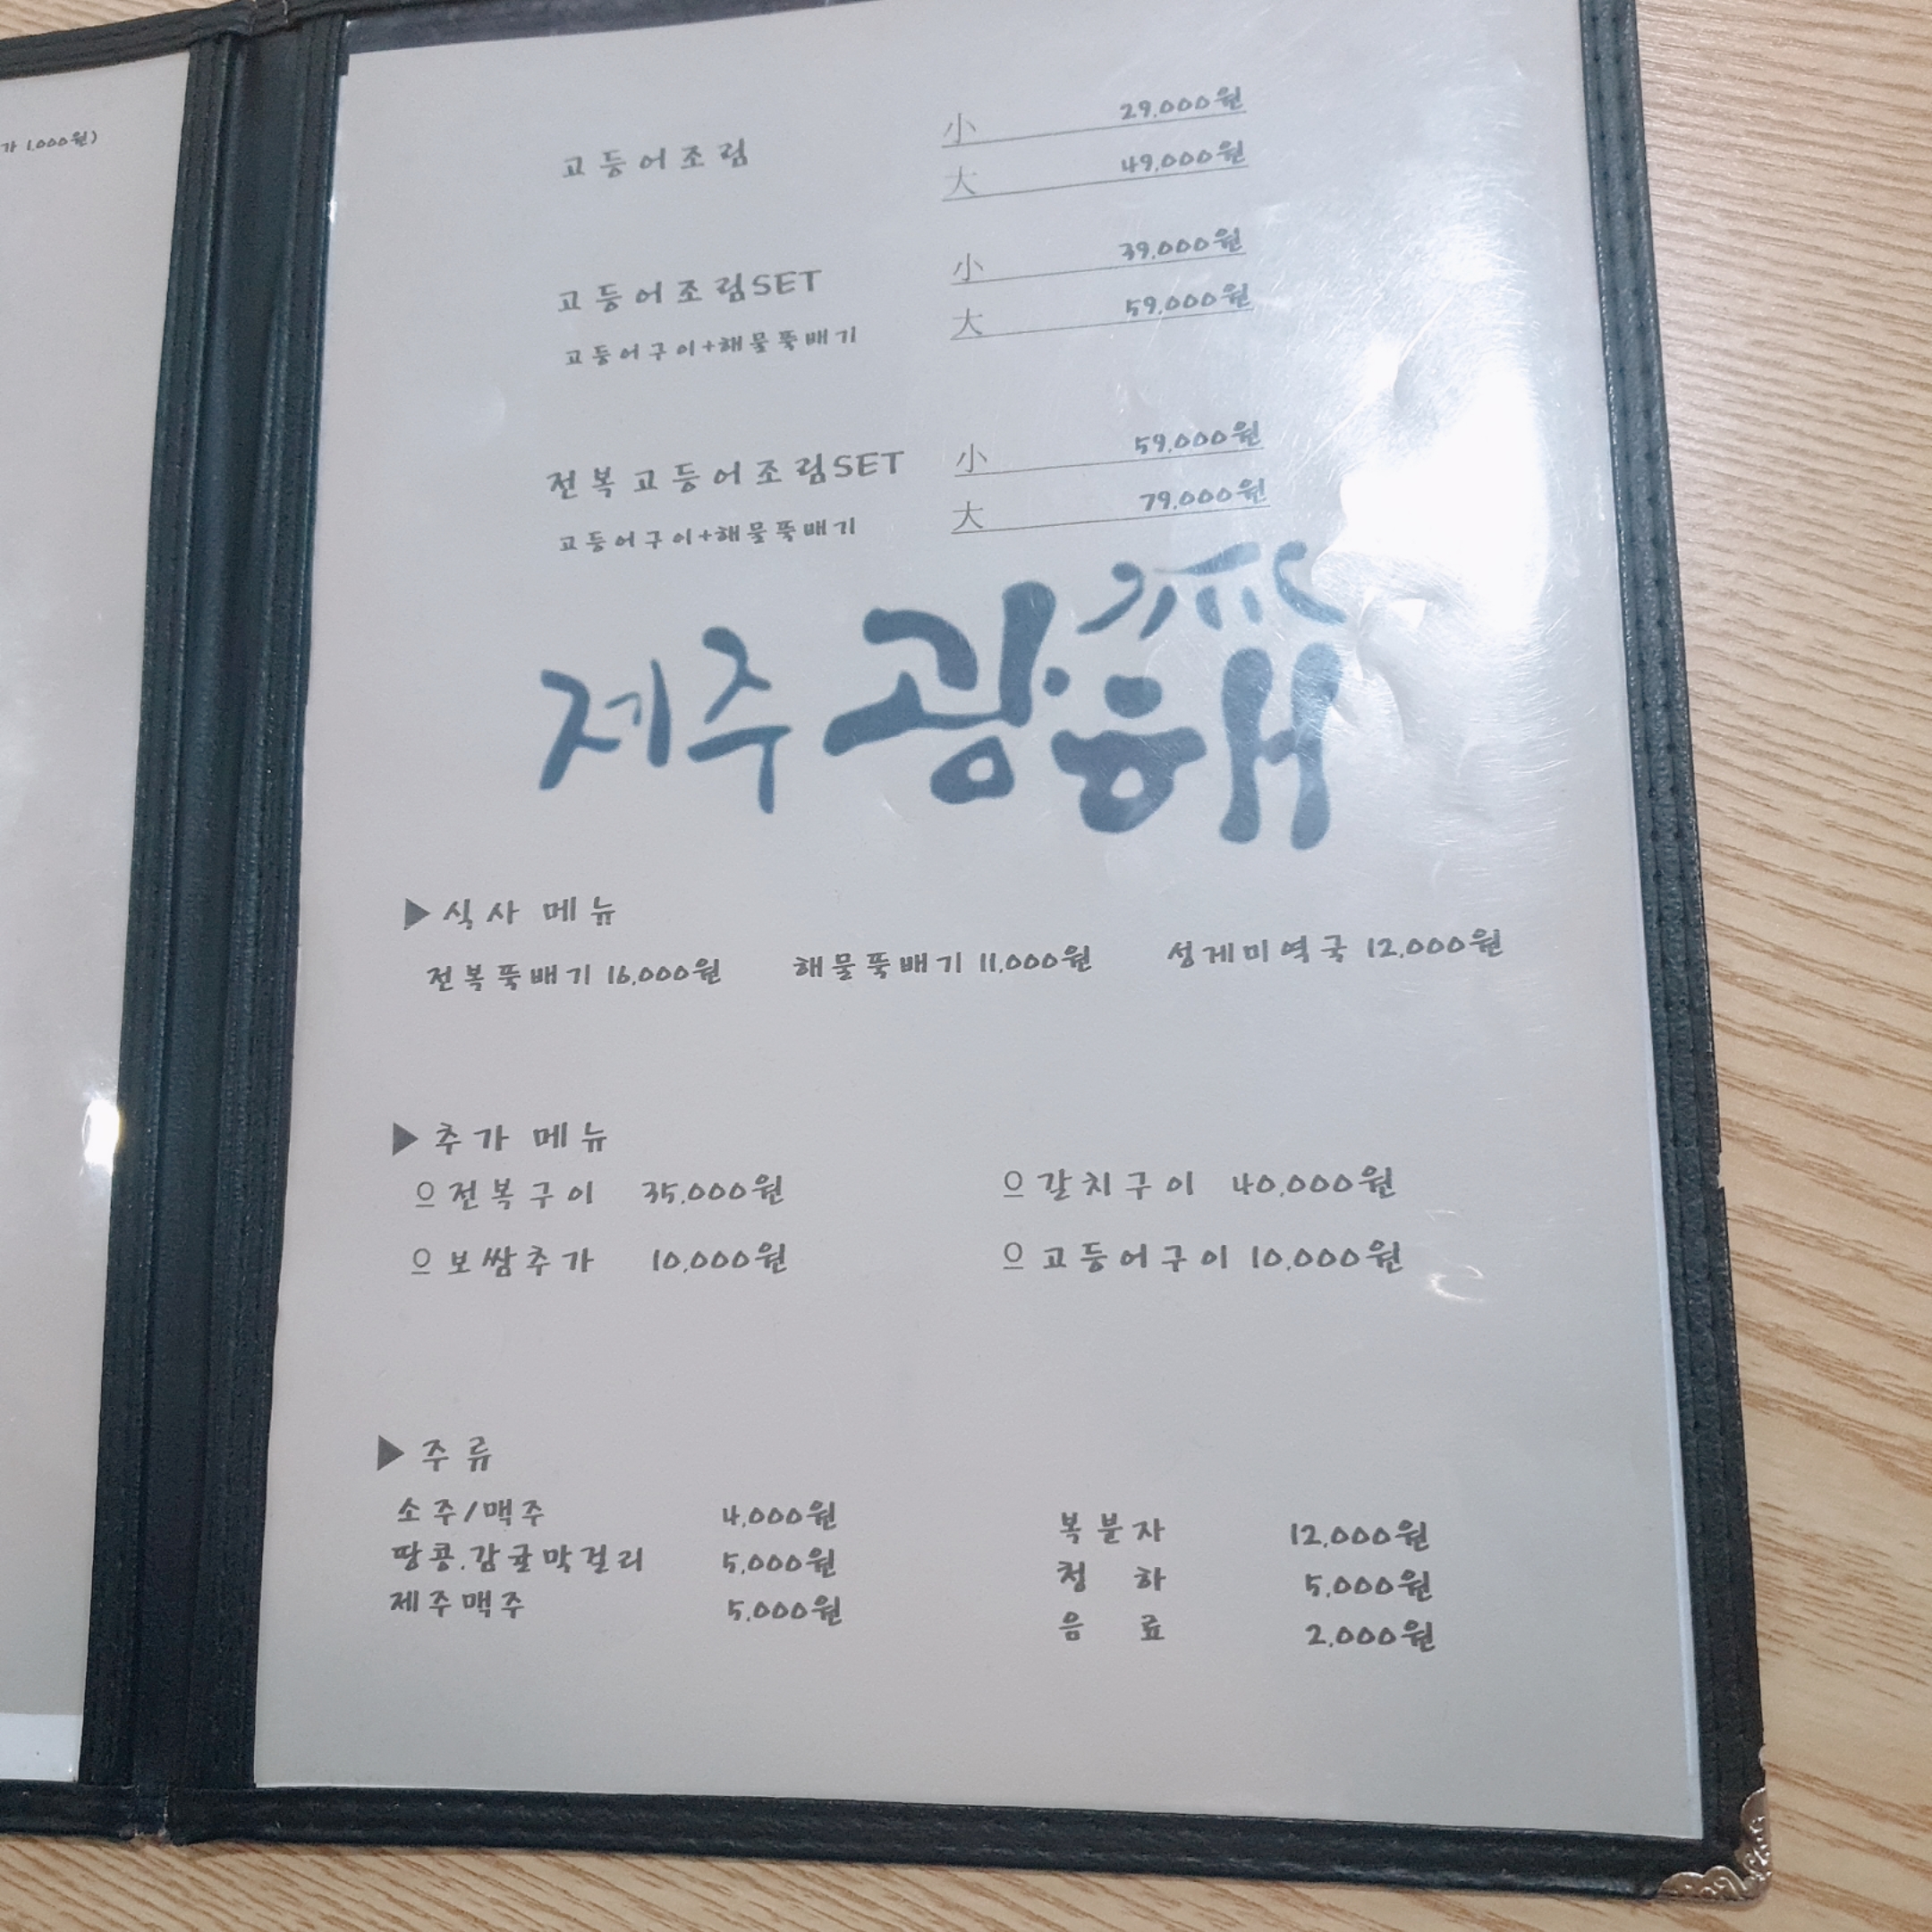 가 1,000원)
고등어조림
小 29,000원
大 49,000원
고등어조림SET
고등어구이+해물뚝배기
小 39,000원
大 59,000원
전복고등어조림SET
고등어구이+해물뚝배기
小 59,000원
大 79,000원
제주 광해
▶식사 메뉴
전복뚝배기 16,000원 해물뚝배기 11,000원 성게미역국 12,000원
▶추가 메뉴
으전복구이 35,000원 으갈치구이 40,000원
으보쌈추가 10,000원 으고등어구이 10,000원
▶주류
소주/맥주 4,000원 복분자 12,000원
땅콩.감귤막걸리 5,000원 청 하 5,000원
제주맥주 5,000원 음 료 2,000원